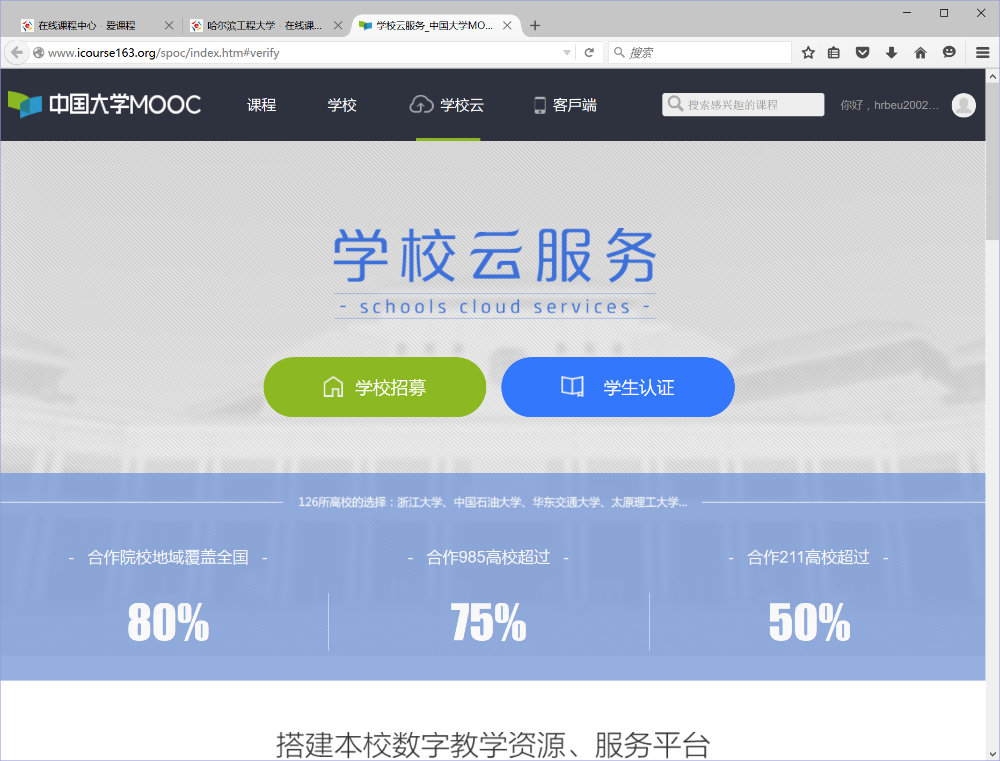 在线课程中心 - 爱课程
哈尔滨工程大学 - 在线课...
学校云服务_中国大学MO...
www.icourse163.org/spoc/index.htm#verify
搜索
中国大学MOOC
课程
学校
学校云
客戶端
搜索感兴趣的课程
你好，hrbeu2002...
学校云服务
- schools cloud services -
学校招募
学生认证
126所高校的选择：浙江大学、中国石油大学、华东交通大学、太原理工大学...
- 合作院校地域覆盖全国 -
- 合作985高校超过 -
- 合作211高校超过 -
80%
75%
50%
搭建本校数字教学资源、服务平台